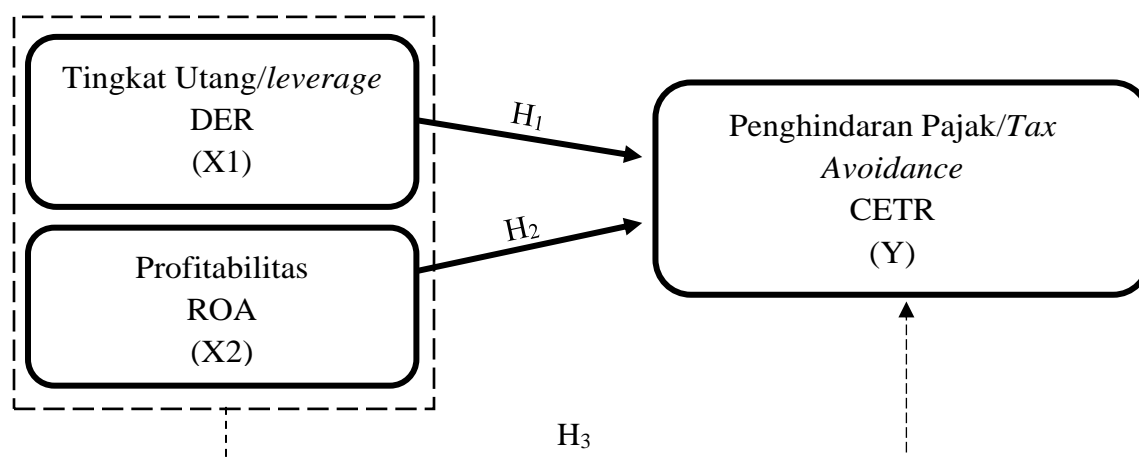 Tingkat Utang/leverage
DER
(X1)
H1
Penghindaran Pajak/Tax
Avoidance
CETR
(Y)
H2
Profitabilitas
ROA
(X2)
H3